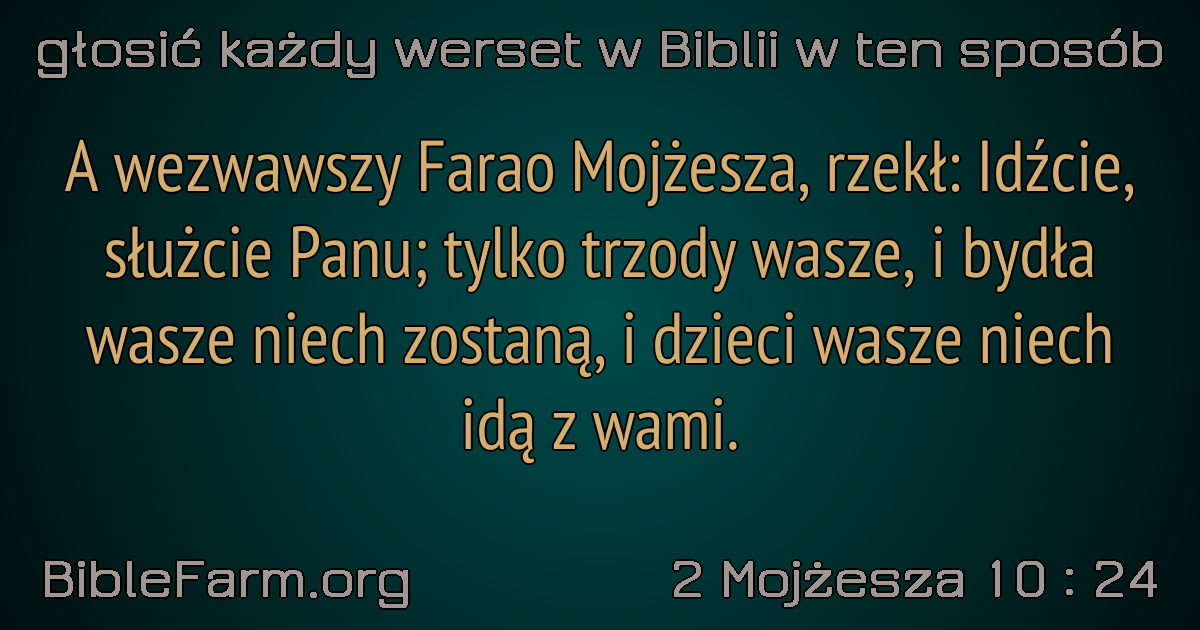 głosić każdy werset w Biblii w ten sposób
A wezwawszy Farao Mojżesza, rzekł: Idźcie,
służcie Panu; tylko trzody wasze, i bydła
wasze niech zostaną, i dzieci wasze niech
idą z wami.
BibleFarm.org
2 Mojżesza 10 : 24